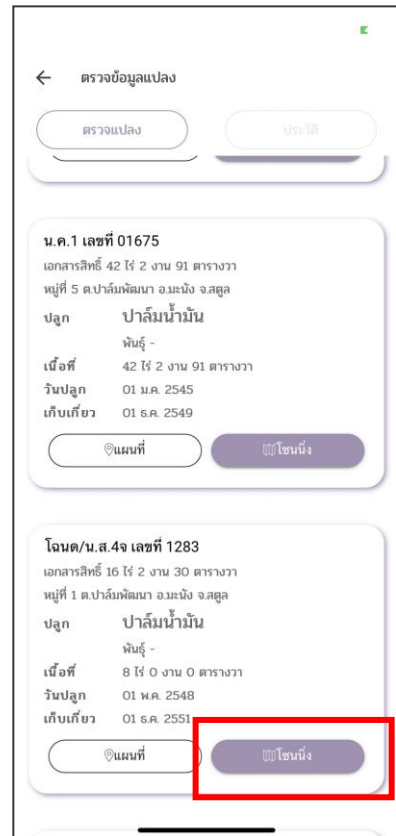 ตรวจข้อมูลแปลง
ตรวจแปลง ประวัติ
น.ค.1 เลขที่ 01675
เอกสารสิทธิ์ 42 ไร่ 2 งาน 91 ตารางวา
หมู่ที่ 5 ต.ปาล์มพัฒนา อ.มะนัง จ.สตูล
ปลูก ปาล์มน้ำมัน
พันธุ์ -
เนื้อที่ 42 ไร่ 2 งาน 91 ตารางวา
วันปลูก 01 ม.ค. 2545
เก็บเกี่ยว 01 ธ.ค. 2549
แผนที่ โซนนิ่ง
โฉนด/น.ส.4จ เลขที่ 1283
เอกสารสิทธิ์ 16 ไร่ 2 งาน 30 ตารางวา
หมู่ที่ 1 ต.ปาล์มพัฒนา อ.มะนัง จ.สตูล
ปลูก ปาล์มน้ำมัน
พันธุ์ -
เนื้อที่ 8 ไร่ 0 งาน 0 ตารางวา
วันปลูก 01 พ.ค. 2548
เก็บเกี่ยว 01 ธ.ค. 2551
แผนที่ โซนนิ่ง